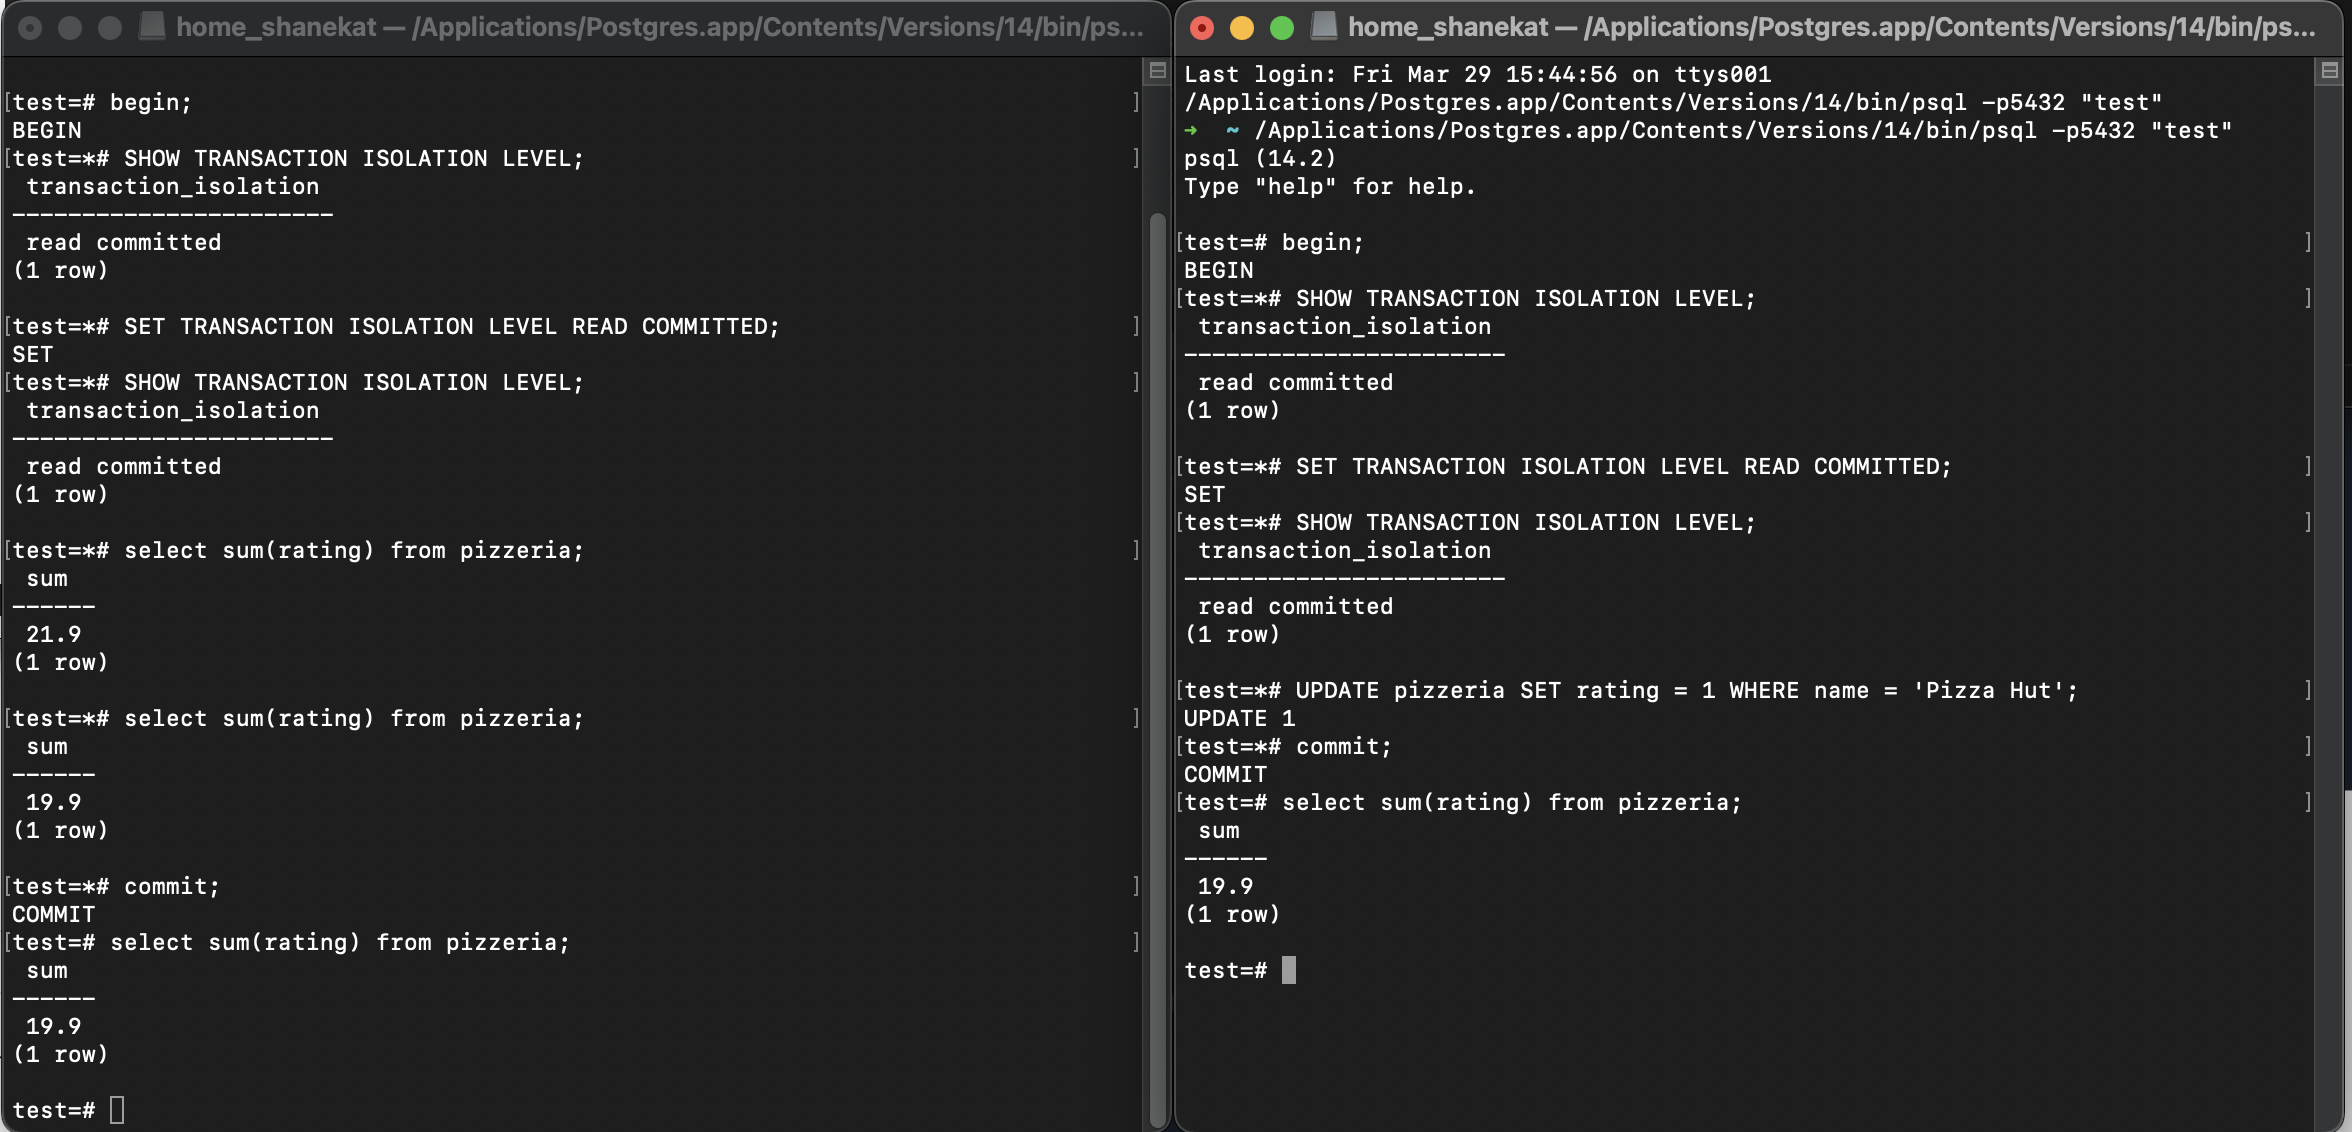 home_shanekat — /Applications/Postgres.app/Contents/Versions/14/bin/ps...
[test=# begin; ]
BEGIN
[test=*# SHOW TRANSACTION ISOLATION LEVEL; ]
transaction_isolation
-----------------------
read committed
(1 row)
[test=*# SET TRANSACTION ISOLATION LEVEL READ COMMITTED; ]
SET
[test=*# SHOW TRANSACTION ISOLATION LEVEL; ]
transaction_isolation
-----------------------
read committed
(1 row)
[test=*# select sum(rating) from pizzeria; ]
sum
------
21.9
(1 row)
[test=*# select sum(rating) from pizzeria; ]
sum
------
19.9
(1 row)
[test=*# commit; ]
COMMIT
[test=# select sum(rating) from pizzeria; ]
sum
------
19.9
(1 row)
test=#
home_shanekat — /Applications/Postgres.app/Contents/Versions/14/bin/ps...
Last login: Fri Mar 29 15:44:56 on ttys001
/Applications/Postgres.app/Contents/Versions/14/bin/psql -p5432 "test"
➜ ~ /Applications/Postgres.app/Contents/Versions/14/bin/psql -p5432 "test"
psql (14.2)
Type "help" for help.
[test=# begin; ]
BEGIN
[test=*# SHOW TRANSACTION ISOLATION LEVEL; ]
transaction_isolation
-----------------------
read committed
(1 row)
[test=*# SET TRANSACTION ISOLATION LEVEL READ COMMITTED; ]
SET
[test=*# SHOW TRANSACTION ISOLATION LEVEL; ]
transaction_isolation
-----------------------
read committed
(1 row)
[test=*# UPDATE pizzeria SET rating = 1 WHERE name = 'Pizza Hut'; ]
UPDATE 1
[test=*# commit; ]
COMMIT
[test=# select sum(rating) from pizzeria; ]
sum
------
19.9
(1 row)
test=#